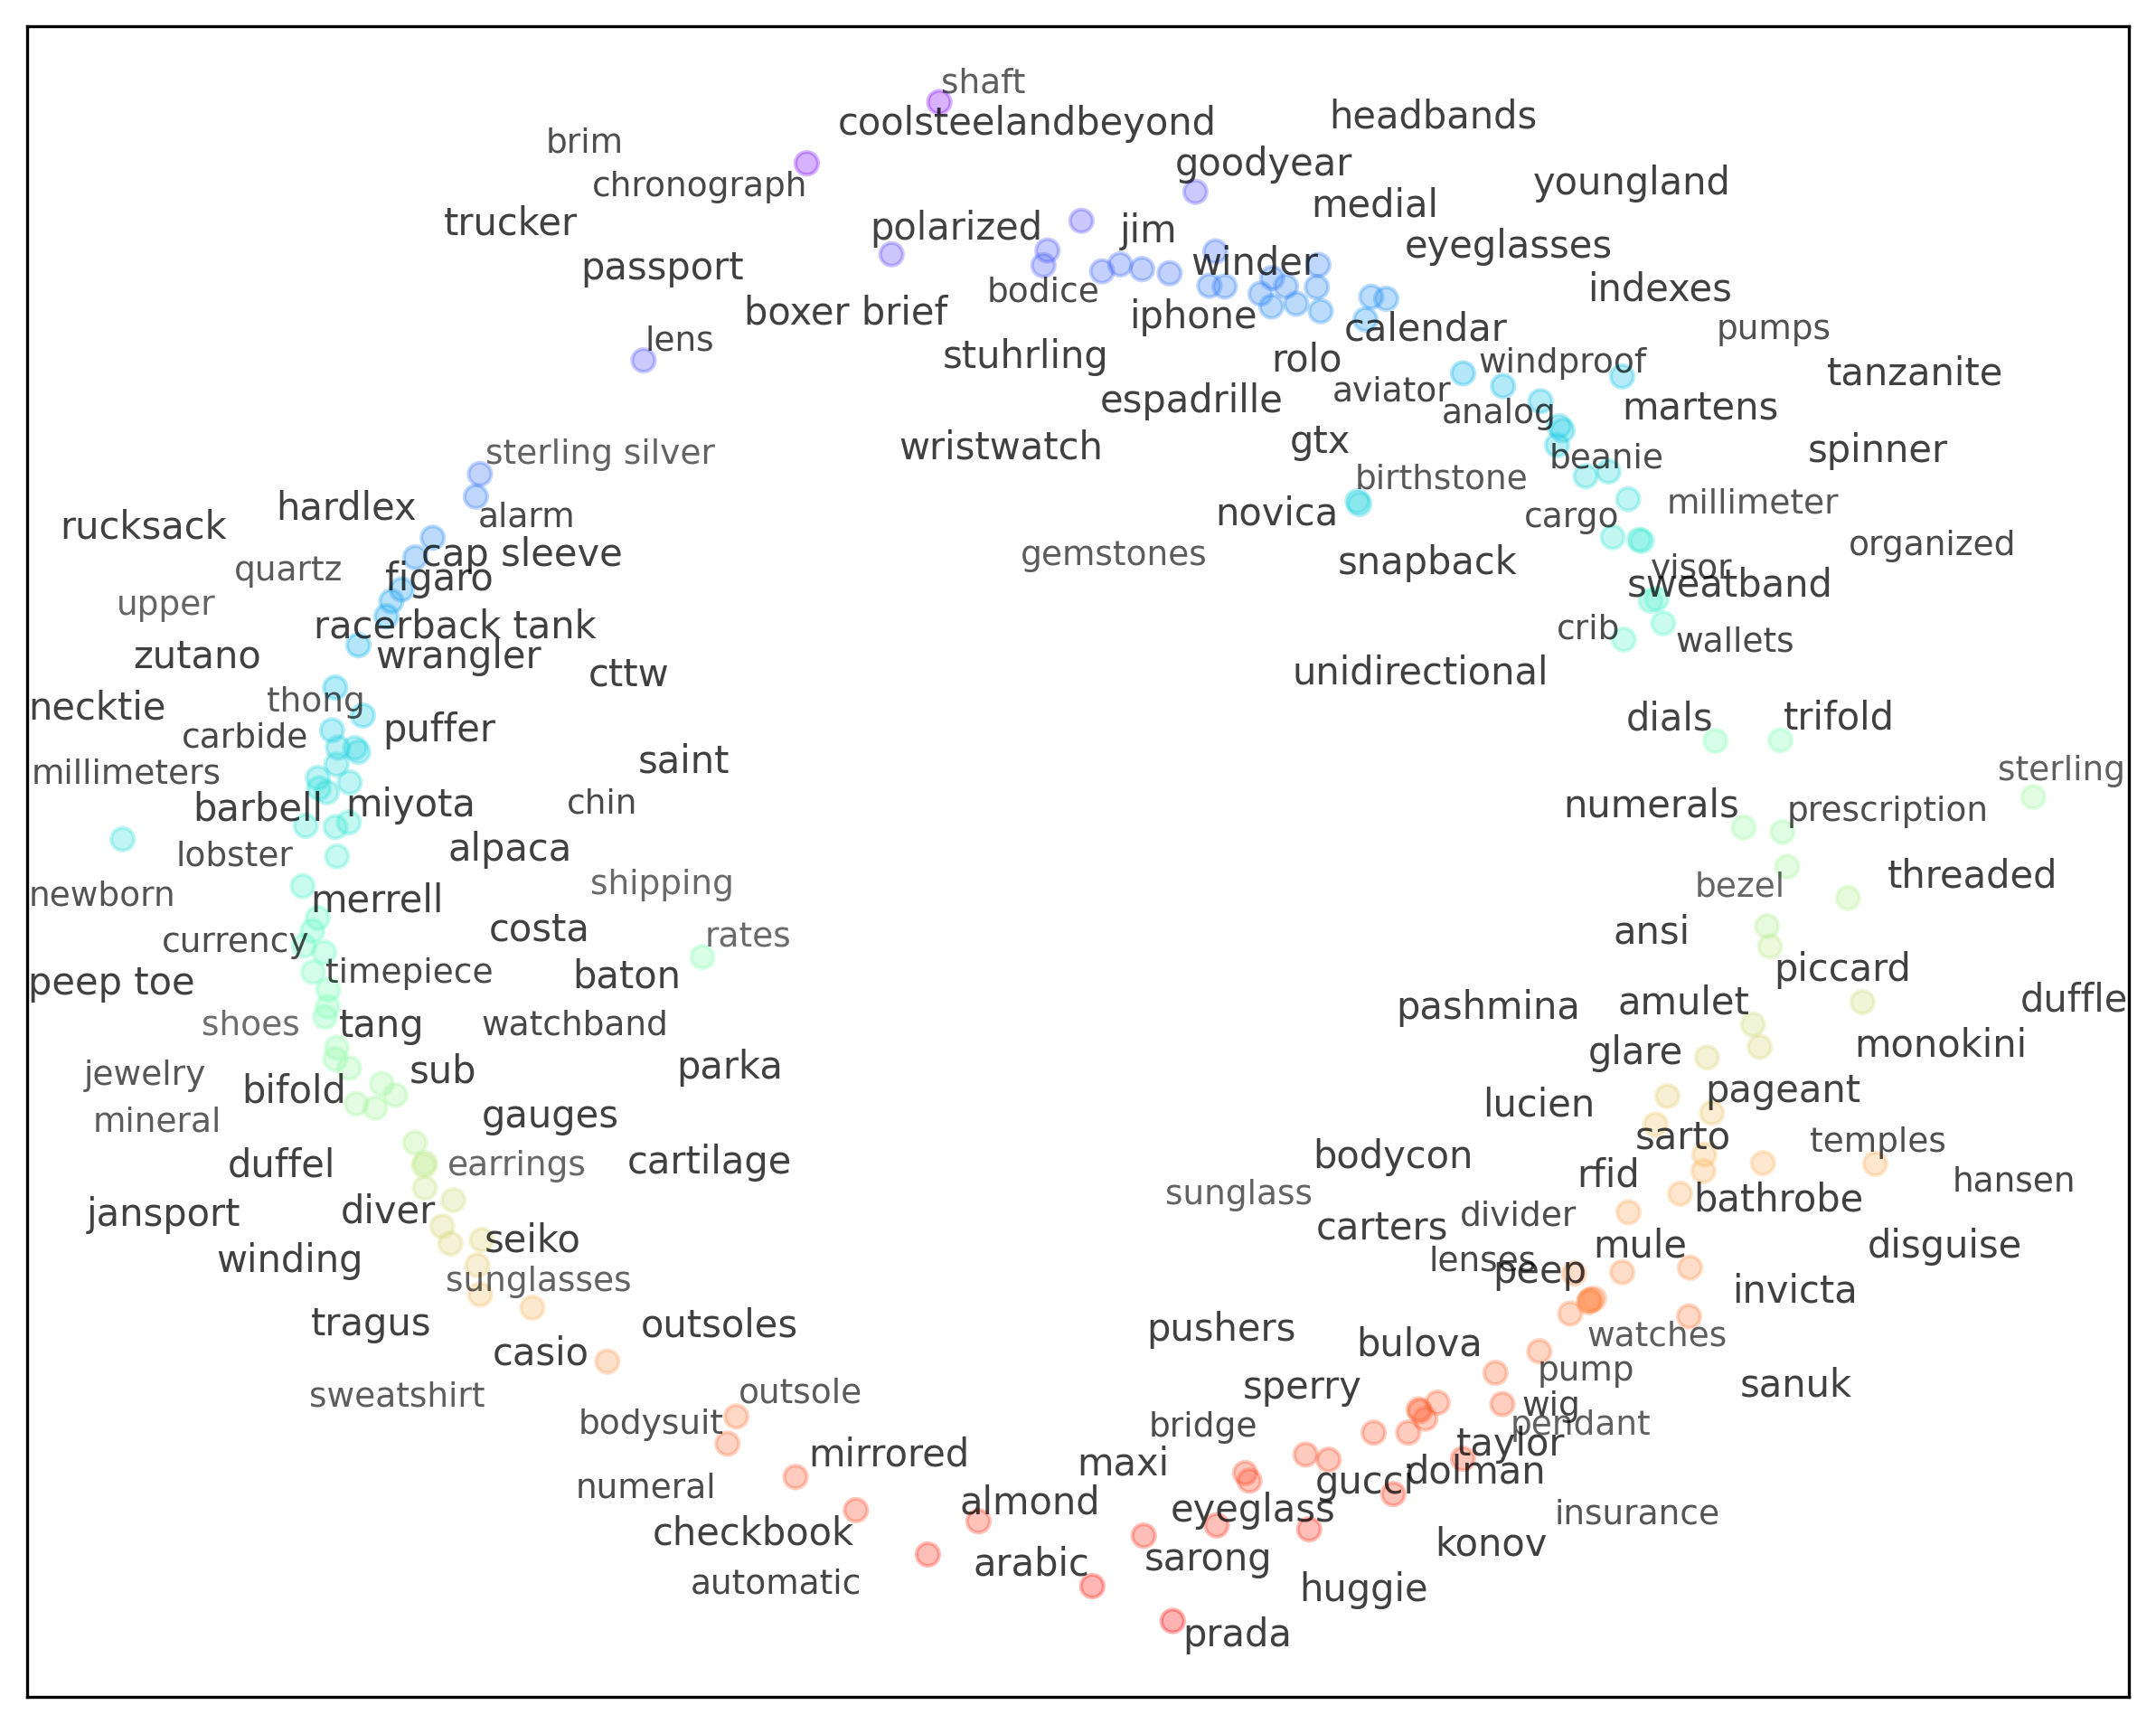 shaft
coolsteelandbeyond
headbands
brim
goodyear
chronograph
youngland
medial
trucker
polarized
jim
eyeglasses
passport
winder
bodice
indexes
boxer brief
iphone
calendar
pumps
lens
stuhrling
rolo
windproof
tanzanite
aviator
espadrille
analog
martens
wristwatch
gtx
sterling silver
beanie
spinner
birthstone
hardlex
alarm
novica
cargo
millimeter
rucksack
cap sleeve
gemstones
snapback
organized
quartz
figaro
visor
sweatband
upper
racerback tank
crib
wallets
zutano
wrangler
cttw
unidirectional
necktie
thong
puffer
dials
trifold
carbide
saint
sterling
millimeters
barbell
miyota
chin
numerals
prescription
lobster
alpaca
newborn
shipping
bezel
threaded
merrell
costa
rates
ansi
currency
peep toe
timepiece
baton
piccard
duffle
shoes
tang
watchband
pashmina
amulet
jewelry
sub
parka
glare
monokini
bifold
mineral
gauges
lucien
pageant
duffel
earrings
cartilage
bodycon
sarto
temples
rfid
hansen
jansport
diver
sunglass
bathrobe
seiko
carters
divider
winding
sunglasses
lenses
peep
mule
disguise
invicta
tragus
outsoles
pushers
bulova
watches
casio
sweatshirt
outsole
sperry
pump
sanuk
bodysuit
bridge
wig
pendant
mirrored
maxi
taylor
numeral
gucci
dolman
checkbook
almond
eyeglass
insurance
automatic
arabic
sarong
konov
huggie
prada